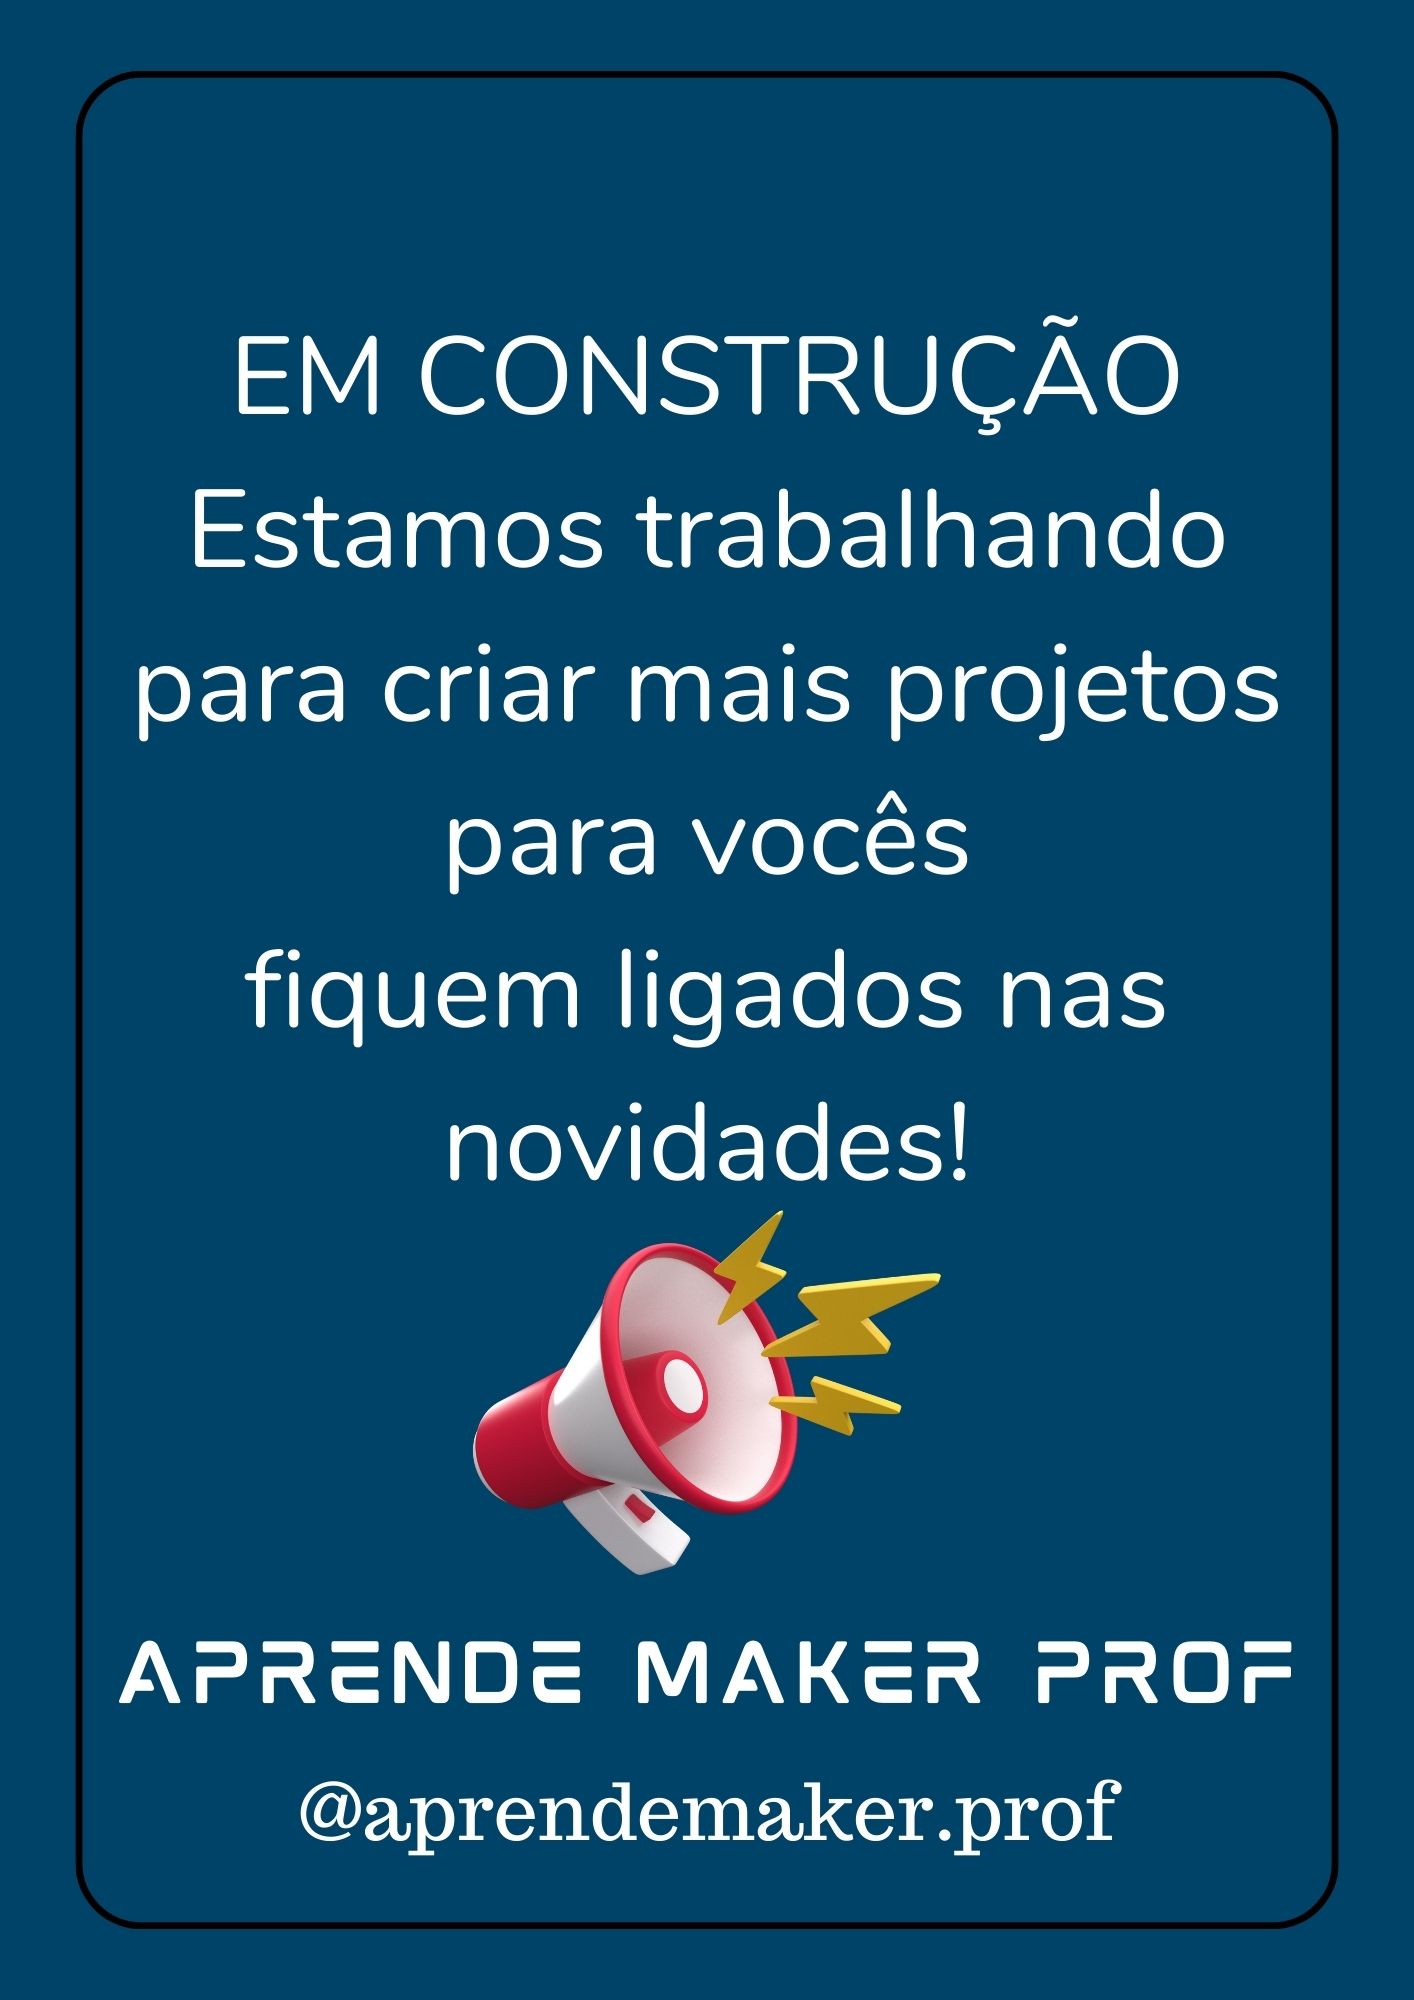 EM CONSTRUÇÃO
Estamos trabalhando
para criar mais projetos
para vocês
fiquem ligados nas
novidades!
APRENDE MAKER PROF
@aprendemaker.prof